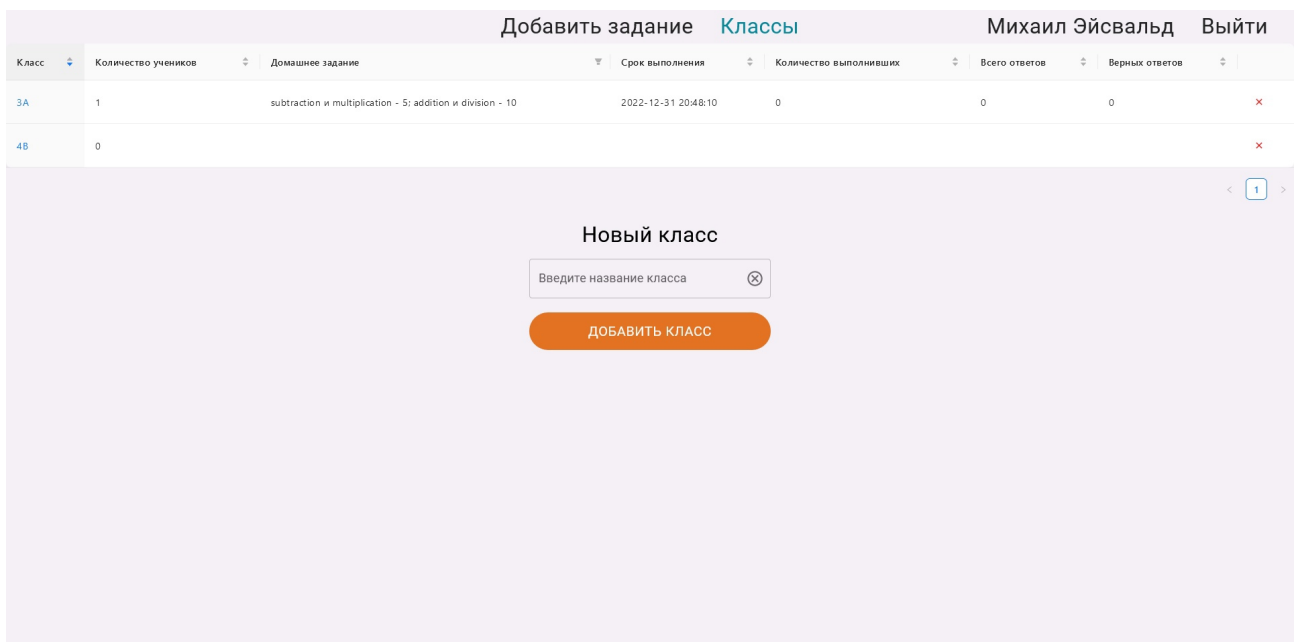 Добавить задание Классы Михаил Эйсвальд Выйти
Класс Количество учеников Домашнее задание Срок выполнения Количество выполнивших Всего ответов Верных ответов
3А 1 subtraction и multiplication - 5; addition и division - 10 2022-12-31 20:48:10 0 0 0
4В 0
1
Новый класс
Введите название класса
ДОБАВИТЬ КЛАСС